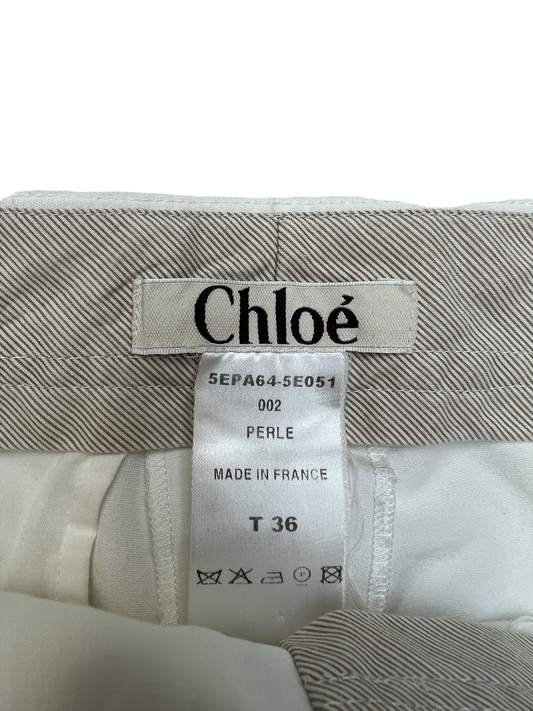 Chloé
5EPA64-5E051
002
PERLE
MADE IN FRANCE
T 36
P